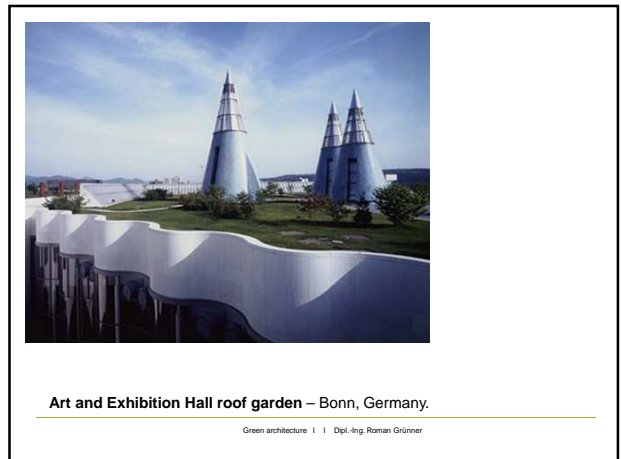 Art and Exhibition Hall roof garden – Bonn, Germany.
Green architecture I I Dipl.-Ing. Roman Grünner